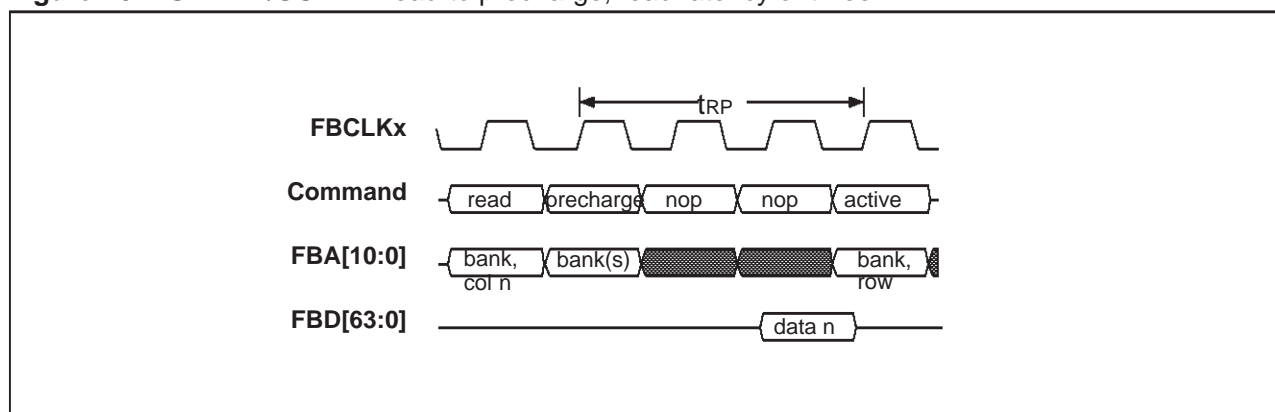 tRP
FBCLKx
Command
read precharge nop nop active
FBA[10:0]
bank, col n
bank(s)
bank, row
FBD[63:0]
data n